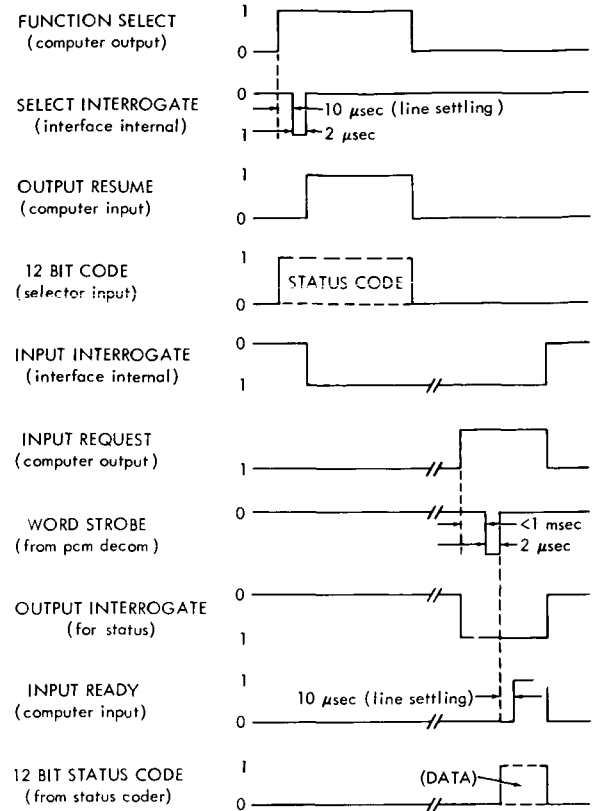 FUNCTION SELECT
(computer output)
1
0
SELECT INTERROGATE
(interface internal)
0
1
10 μsec (line settling)
2 μsec
OUTPUT RESUME
(computer input)
1
0
12 BIT CODE
(selector input)
1
0
STATUS CODE
INPUT INTERROGATE
(interface internal)
0
1
INPUT REQUEST
(computer output)
1
WORD STROBE
(from pcm decom)
0
<1 msec
2 μsec
OUTPUT INTERROGATE
(for status)
0
1
INPUT READY
(computer input)
1
0
10 μsec (line settling)
12 BIT STATUS CODE
(from status coder)
1
0
(DATA)